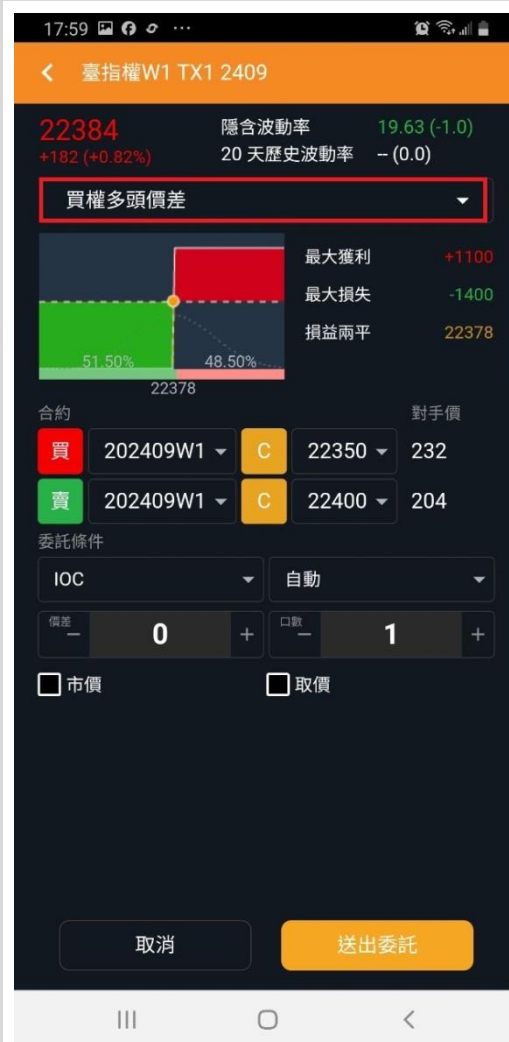 17:59
臺指權W1 TX1 2409
22384 隱含波動率 19.63 (-1.0)
+182 (+0.82%) 20 天歷史波動率 -- (0.0)
買權多頭價差
最大獲利 +1100
最大損失 -1400
損益兩平 22378
51.50% 48.50%
22378
合約 對手價
買 202409W1 C 22350 232
賣 202409W1 C 22400 204
委託條件
IOC 自動
價差 − 0 + 口數 − 1 +
市價 取價
取消 送出委託